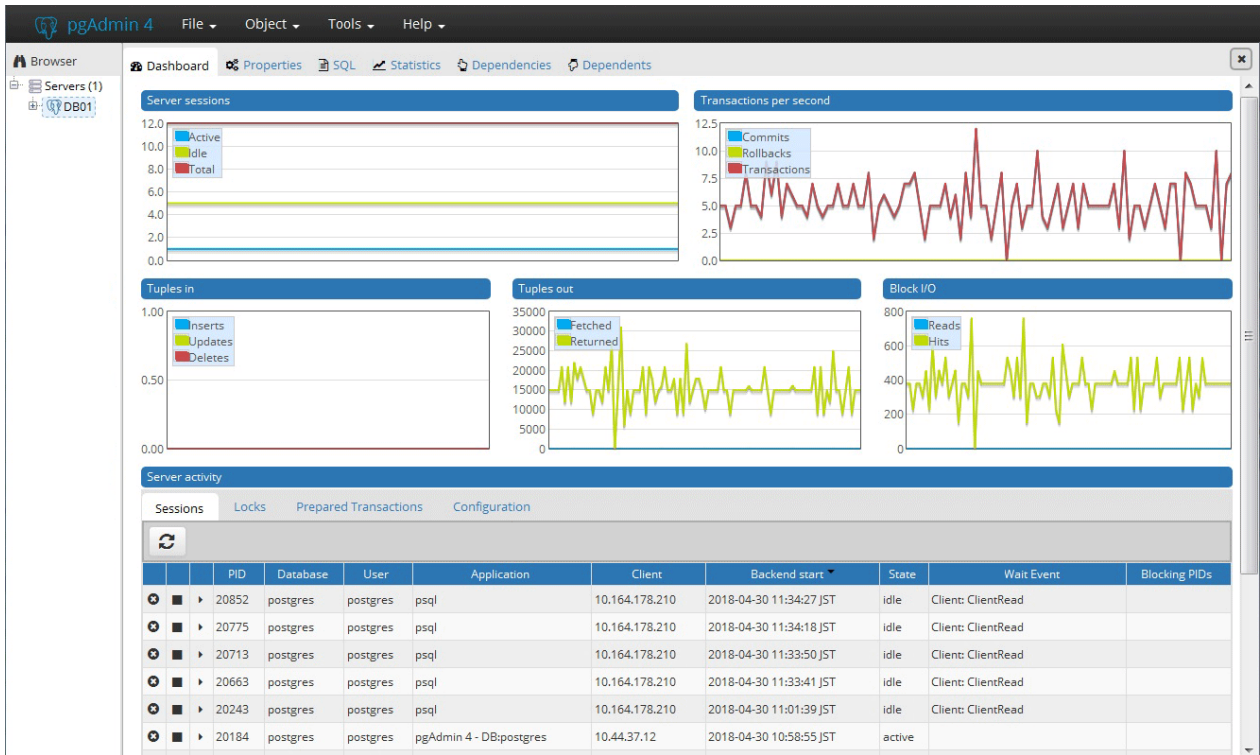 pgAdmin 4 File Object Tools Help
Browser
Dashboard Properties SQL Statistics Dependencies Dependents
Servers (1)
DB01
Server sessions
12.0
10.0
8.0
6.0
4.0
2.0
0.0
Active
Idle
Total
Transactions per second
12.5
10.0
7.5
5.0
2.5
0.0
Commits
Rollbacks
Transactions
Tuples in
1.00
0.50
0.00
Inserts
Updates
Deletes
Tuples out
35000
30000
25000
20000
15000
10000
5000
0
Fetched
Returned
Block I/O
800
600
400
200
0
Reads
Hits
Server activity
Sessions Locks Prepared Transactions Configuration
PID Database User Application Client Backend start State Wait Event Blocking PIDs
20852 postgres postgres psql 10.164.178.210 2018-04-30 11:34:27 JST idle Client: ClientRead
20775 postgres postgres psql 10.164.178.210 2018-04-30 11:34:18 JST idle Client: ClientRead
20713 postgres postgres psql 10.164.178.210 2018-04-30 11:33:50 JST idle Client: ClientRead
20663 postgres postgres psql 10.164.178.210 2018-04-30 11:33:41 JST idle Client: ClientRead
20243 postgres postgres psql 10.164.178.210 2018-04-30 11:01:39 JST idle Client: ClientRead
20184 postgres postgres pgAdmin 4 - DB:postgres 10.44.37.12 2018-04-30 10:58:55 JST active